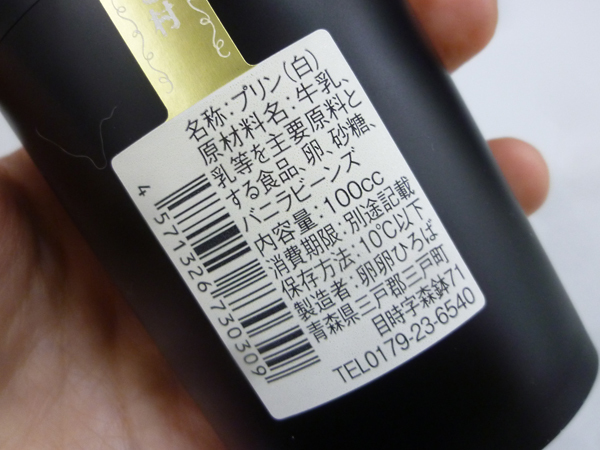 名称:プリン(白)
原材料名:牛乳、
乳等を主要原料と
する食品、卵、砂糖、
バニラビーンズ
内容量:100cc
消費期限:別途記載
保存方法:10℃以下
製造者:卵卵ひろば
青森県三戸郡三戸町
目時字森鉢71
TEL0179-23-6540
4 571326 730309